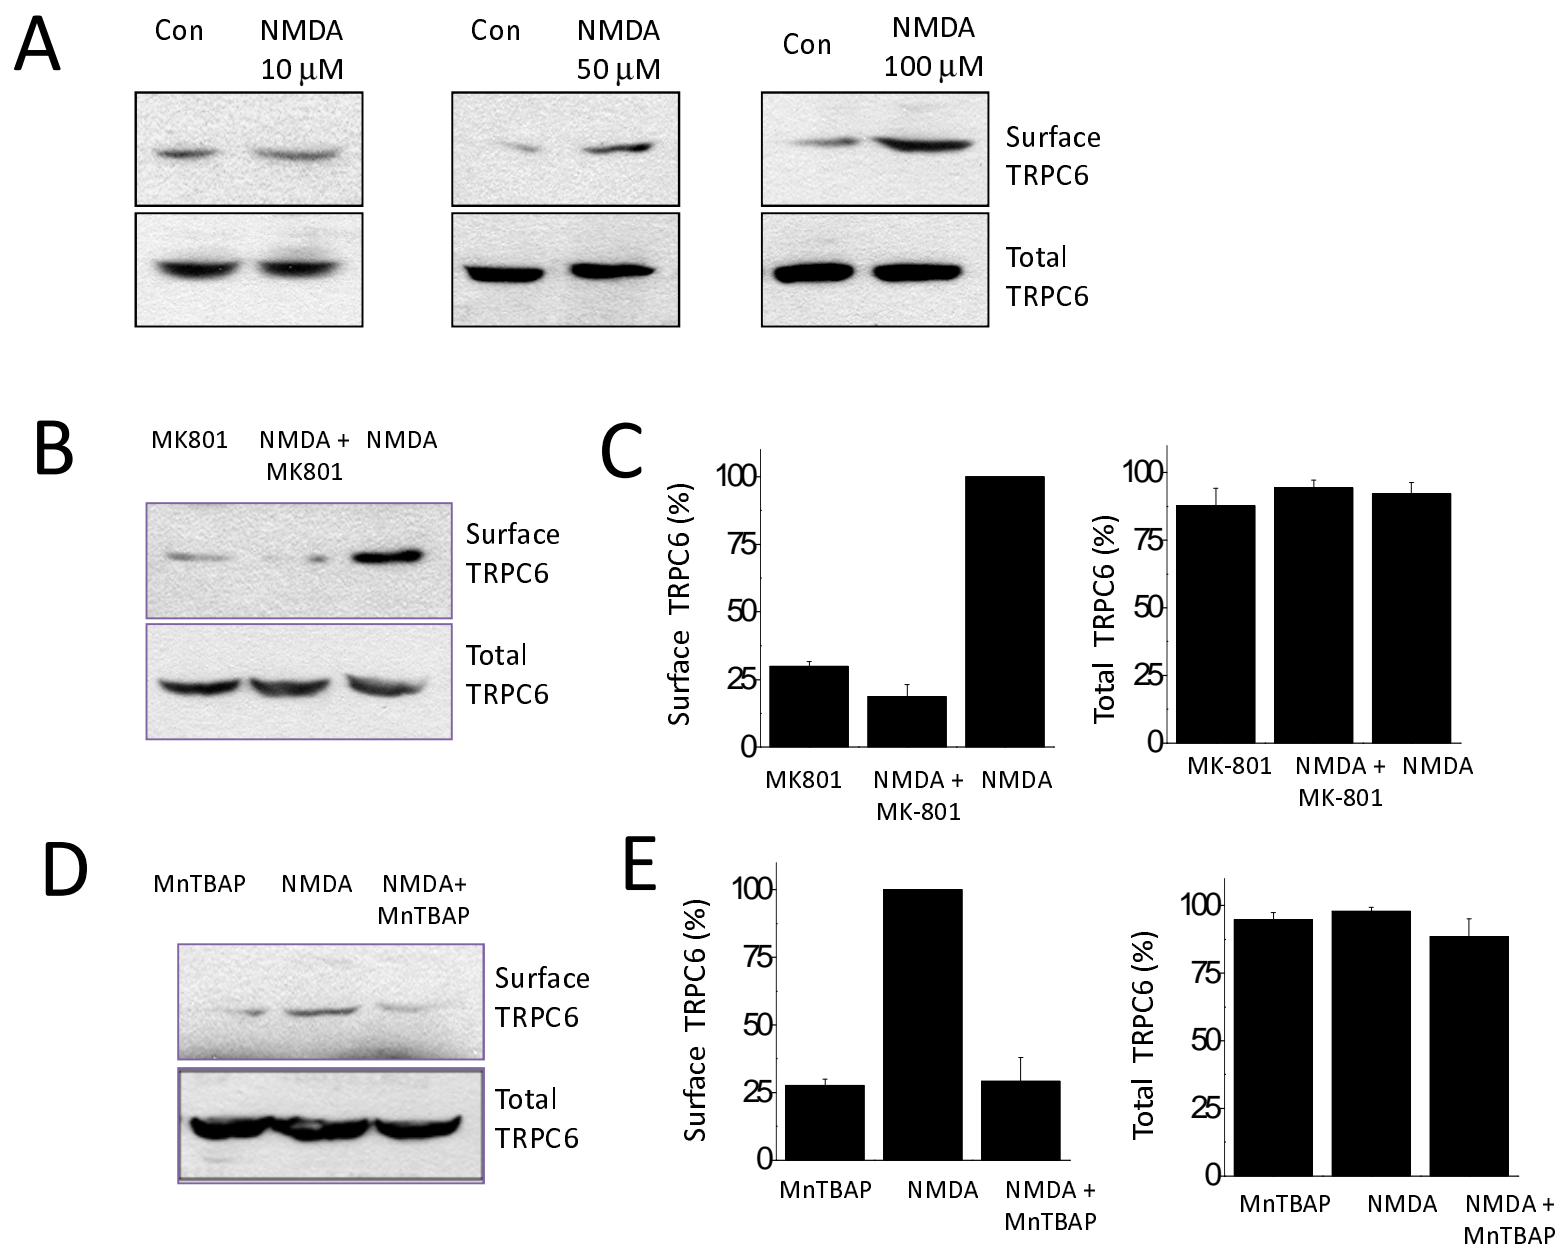 A
Con
NMDA
10 µM
Con
NMDA
50 µM
Con
NMDA
100 µM
Surface
TRPC6
Total
TRPC6
B
MK801
NMDA +
MK801
NMDA
Surface
TRPC6
Total
TRPC6
C
Surface TRPC6 (%)
100
75
50
25
0
MK801
NMDA +
MK-801
NMDA
Total TRPC6 (%)
100
75
50
25
0
MK-801
NMDA +
MK-801
NMDA
D
MnTBAP
NMDA
NMDA+
MnTBAP
Surface
TRPC6
Total
TRPC6
E
Surface TRPC6 (%)
100
75
50
25
0
MnTBAP
NMDA
NMDA +
MnTBAP
Total TRPC6 (%)
100
75
50
25
0
MnTBAP
NMDA
NMDA +
MnTBAP